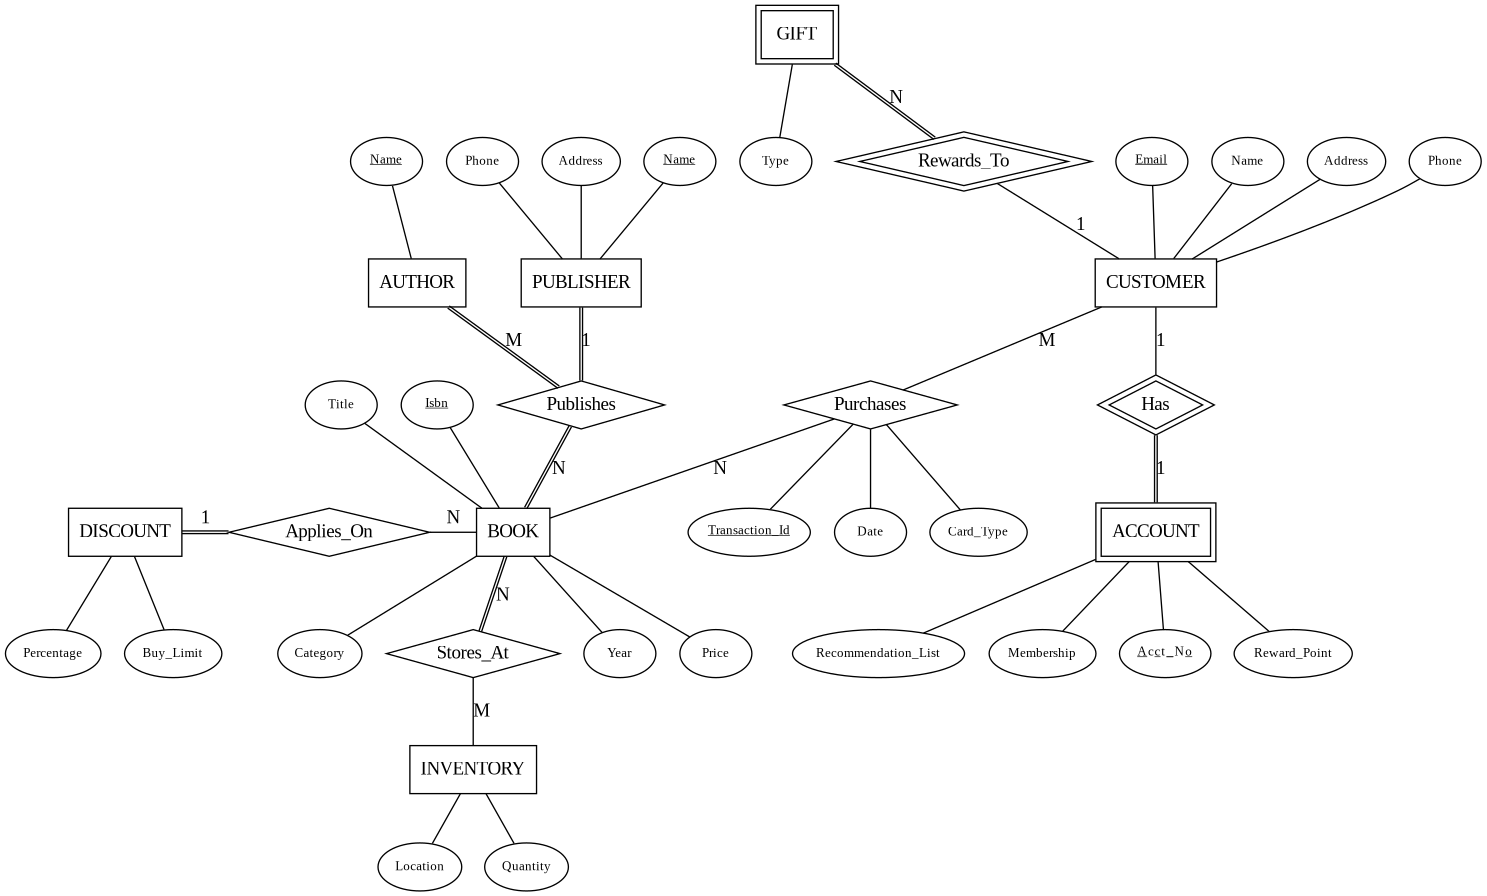 GIFT
N
Name
Phone
Address
Name
Type
Rewards_To
Email
Name
Address
Phone
1
AUTHOR
PUBLISHER
CUSTOMER
M
1
M
1
Title
Isbn
Publishes
Purchases
Has
N
N
1
DISCOUNT
1
Applies_On
N
BOOK
Transaction_Id
Date
Card_Type
ACCOUNT
N
Percentage
Buy_Limit
Category
Stores_At
Year
Price
Recommendation_List
Membership
Acct_No
Reward_Point
M
INVENTORY
Location
Quantity